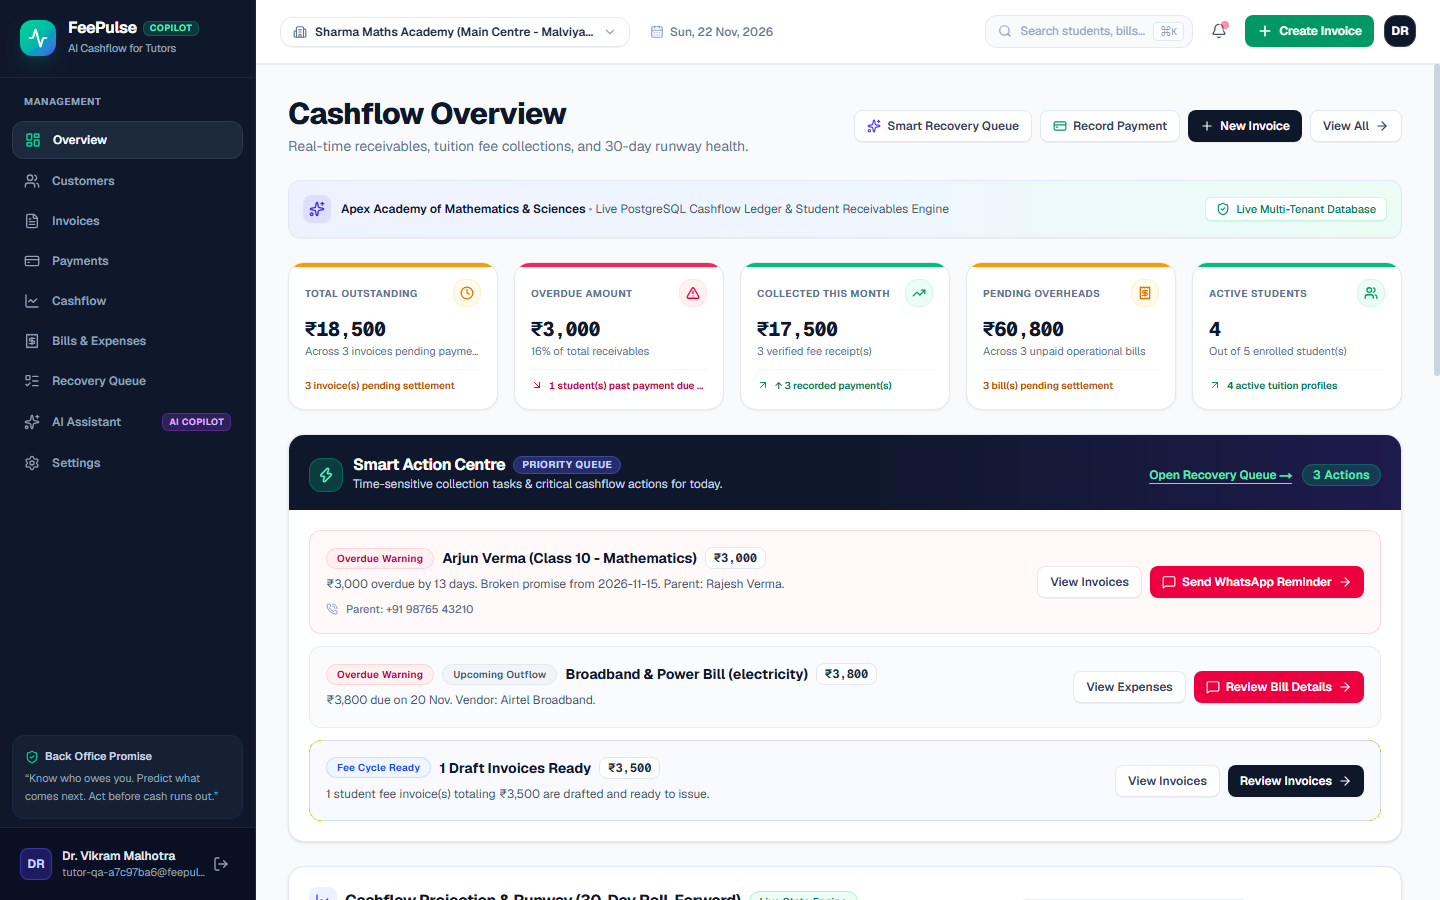 FeePulse COPILOT
AI Cashflow for Tutors
MANAGEMENT
Overview
Customers
Invoices
Payments
Cashflow
Bills & Expenses
Recovery Queue
AI Assistant AI COPILOT
Settings
Back Office Promise
“Know who owes you. Predict what
comes next. Act before cash runs out.”
DR
Dr. Vikram Malhotra
tutor-qa-a7c97ba6@feepul...
Sharma Maths Academy (Main Centre - Malviya...
Sun, 22 Nov, 2026
Search students, bills... ⌘K
Create Invoice
DR
Cashflow Overview
Real-time receivables, tuition fee collections, and 30-day runway health.
Smart Recovery Queue
Record Payment
New Invoice
View All
Apex Academy of Mathematics & Sciences • Live PostgreSQL Cashflow Ledger & Student Receivables Engine
Live Multi-Tenant Database
TOTAL OUTSTANDING
₹18,500
Across 3 invoices pending payme...
3 invoice(s) pending settlement
OVERDUE AMOUNT
₹3,000
16% of total receivables
1 student(s) past payment due ...
COLLECTED THIS MONTH
₹17,500
3 verified fee receipt(s)
↑ 3 recorded payment(s)
PENDING OVERHEADS
₹60,800
Across 3 unpaid operational bills
3 bill(s) pending settlement
ACTIVE STUDENTS
4
Out of 5 enrolled student(s)
4 active tuition profiles
Smart Action Centre PRIORITY QUEUE
Time-sensitive collection tasks & critical cashflow actions for today.
Open Recovery Queue → 3 Actions
Overdue Warning Arjun Verma (Class 10 - Mathematics) ₹3,000
₹3,000 overdue by 13 days. Broken promise from 2026-11-15. Parent: Rajesh Verma.
Parent: +91 98765 43210
View Invoices
Send WhatsApp Reminder
Overdue Warning Upcoming Outflow Broadband & Power Bill (electricity) ₹3,800
₹3,800 due on 20 Nov. Vendor: Airtel Broadband.
View Expenses
Review Bill Details
Fee Cycle Ready 1 Draft Invoices Ready ₹3,500
1 student fee invoice(s) totaling ₹3,500 are drafted and ready to issue.
View Invoices
Review Invoices
Cashflow Projection & Runway (30-Day Roll-Forward) Live State Engine